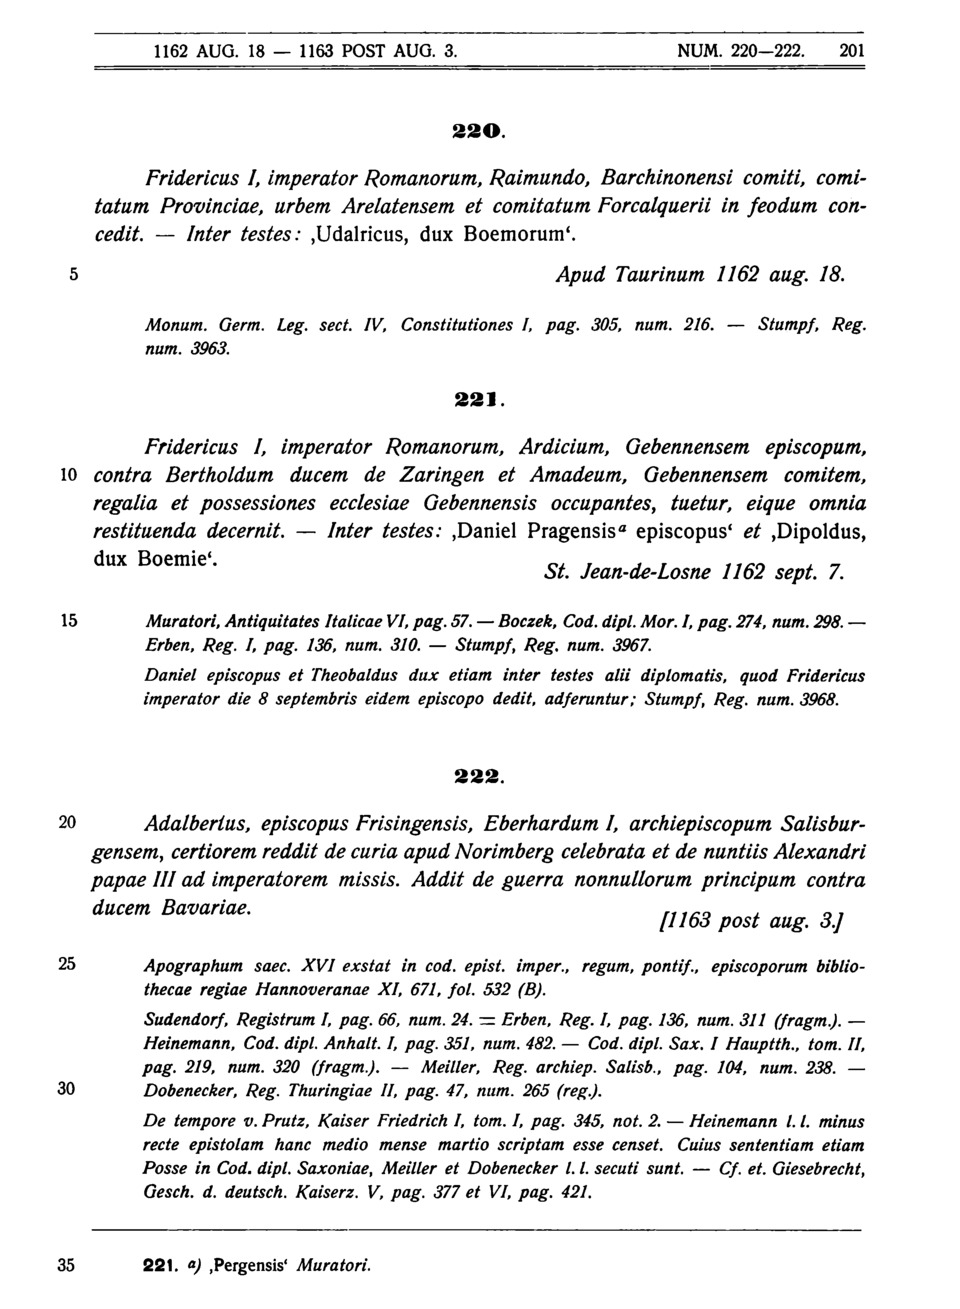 1162 AUG. 18 — 1163 POST AUG. 3. NUM. 220—222. 201
220.
Fridericus I, imperator Romanorum, Raimundo, Barchinonensi comiti, comi-
tatum Provinciae, urbem Arelatensem et comitatum Forcalquerii in feodum con-
cedit. — Inter testes: ‚Udalricus, dux Boemorum‘.
5 Apud Taurinum 1162 aug. 18.
Monum. Germ. Leg. sect. IV, Constitutiones I, pag. 305, num. 216. — Stumpf, Reg.
num. 3963.
221.
Fridericus I, imperator Romanorum, Ardicium, Gebennensem episcopum,
10 contra Bertholdum ducem de Zaringen et Amadeum, Gebennensem comitem,
regalia et possessiones ecclesiae Gebennensis occupantes, tuetur, eique omnia
restituenda decernit. — Inter testes: ‚Daniel Pragensis a episcopus‘ et ‚Dipoldus,
dux Boemie‘.
St. Jean-de-Losne 1162 sept. 7.
15 Muratori, Antiquitates Italicae VI, pag. 57. — Boczek, Cod. dipl. Mor. I, pag. 274, num. 298. —
Erben, Reg. I, pag. 136, num. 310. — Stumpf, Reg. num. 3967.
Daniel episcopus et Theobaldus dux etiam inter testes alii diplomatis, quod Fridericus
imperator die 8 septembris eidem episcopo dedit, adferuntur; Stumpf, Reg. num. 3968.
222.
20 Adalbertus, episcopus Frisingensis, Eberhardum I, archiepiscopum Salisbur-
gensem, certiorem reddit de curia apud Norimberg celebrata et de nuntiis Alexandri
papae III ad imperatorem missis. Addit de guerra nonnullorum principum contra
ducem Bavariae.
[1163 post aug. 3.]
25 Apographum saec. XVI exstat in cod. epist. imper., regum, pontif., episcoporum biblio-
thecae regiae Hannoveranae XI, 671, fol. 532 (B).
Sudendorf, Registrum I, pag. 66, num. 24. = Erben, Reg. I, pag. 136, num. 311 (fragm.). —
Heinemann, Cod. dipl. Anhalt. I, pag. 351, num. 482. — Cod. dipl. Sax. I Hauptth., tom. II,
pag. 219, num. 320 (fragm.). — Meiller, Reg. archiep. Salisb., pag. 104, num. 238. —
30 Dobenecker, Reg. Thuringiae II, pag. 47, num. 265 (reg.).
De tempore v. Prutz, Kaiser Friedrich I, tom. I, pag. 345, not. 2. — Heinemann l. l. minus
recte epistolam hanc medio mense martio scriptam esse censet. Cuius sententiam etiam
Posse in Cod. dipl. Saxoniae, Meiller et Dobenecker l. l. secuti sunt. — Cf. et. Giesebrecht,
Gesch. d. deutsch. Kaiserz. V, pag. 377 et VI, pag. 421.
35 221. a) ‚Pergensis‘ Muratori.